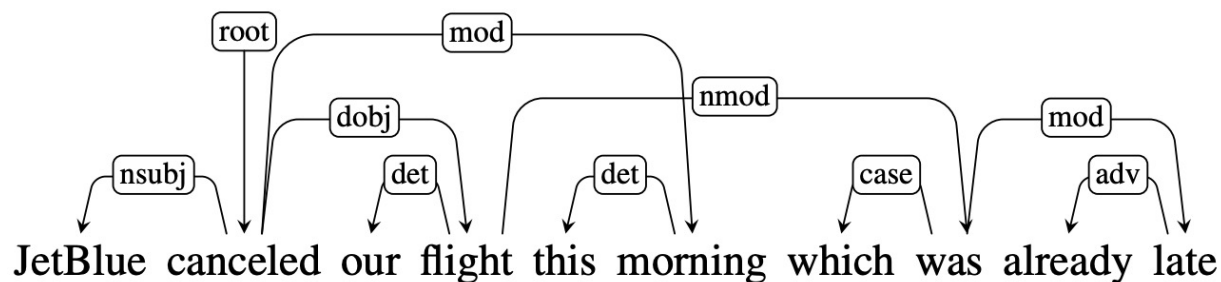 root mod
nmod
dobj mod
nsubj det det case adv
JetBlue canceled our flight this morning which was already late